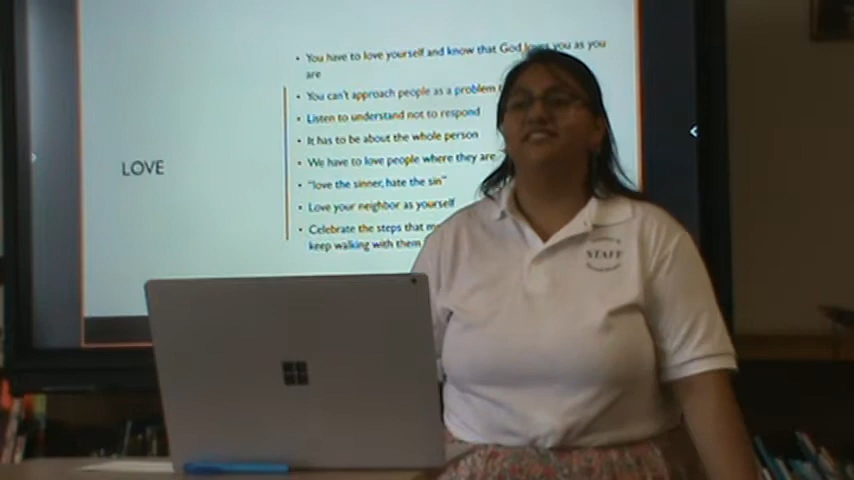 LOVE
You have to love yourself and know that God loves you as you
are
You can't approach people as a problem
Listen to understand not to respond
It has to be about the whole person
We have to love people where they are
"love the sinner, hate the sin"
Love your neighbor as yourself
Celebrate the steps that
keep walking with them
STAFF